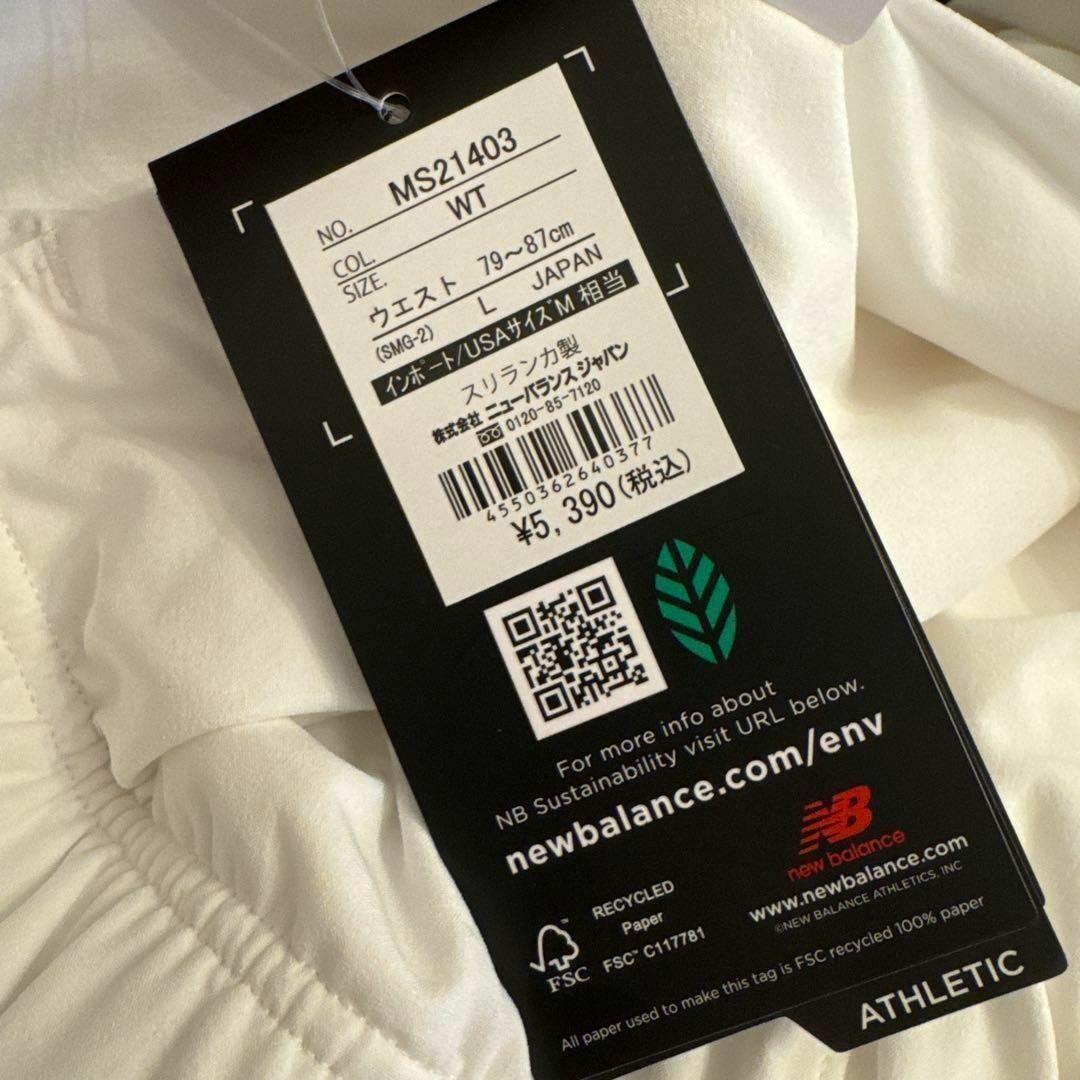 NO. MS21403
COL. WT
SIZE.
ウエスト 79～87cm
(SMG-2) L JAPAN
インポート/USAサイズM 相当
スリランカ製
株式会社 ニューバランスジャパン
0120-85-7120
4550362640377
¥5,390(税込)
For more info about
NB Sustainability visit URL below.
newbalance.com/env
NB
new balance
www.newbalance.com
©NEW BALANCE ATHLETICS, INC
RECYCLED
Paper
FSC™ C117781
FSC
All paper used to make this tag is FSC recycled 100% paper
ATHLETIC